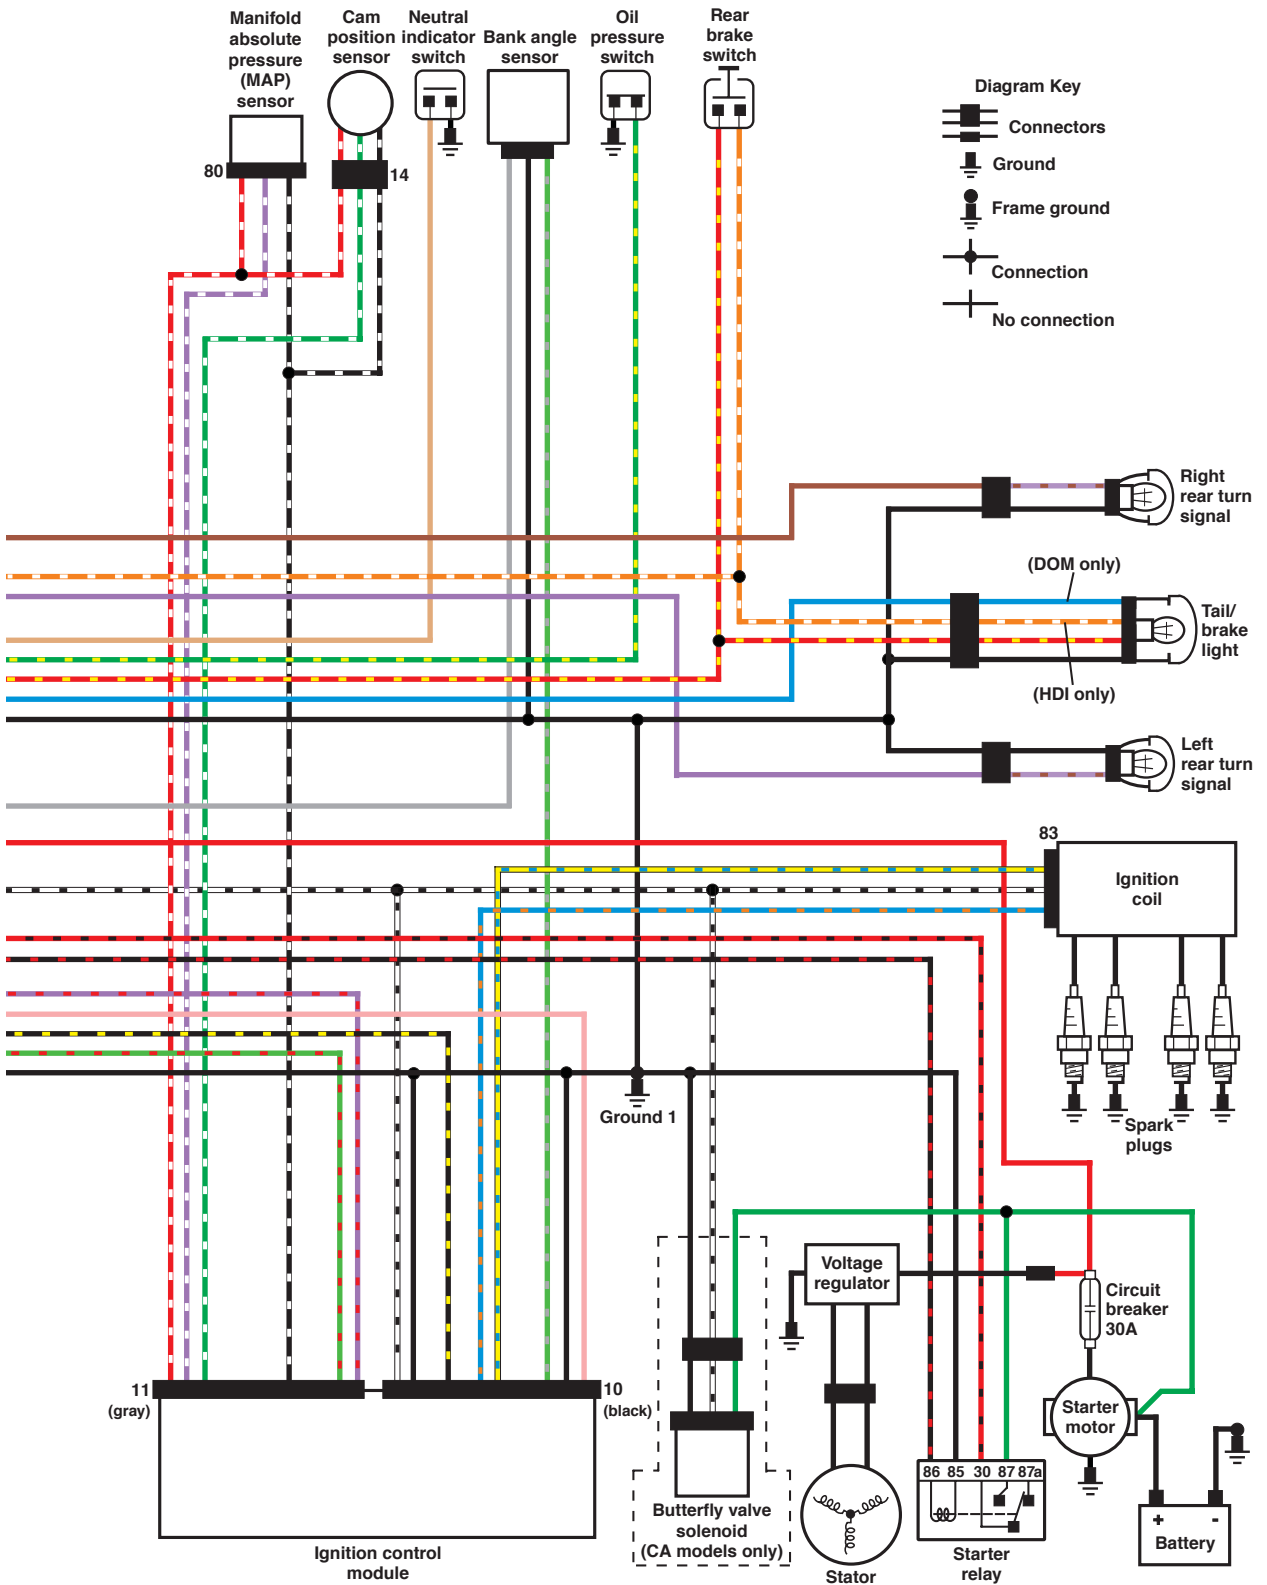 Manifold
absolute
pressure
(MAP)
sensor
Cam
position
sensor
Neutral
indicator
switch
Bank angle
sensor
Oil
pressure
switch
Rear
brake
switch
Diagram Key
Connectors
Ground
Frame ground
Connection
No connection
80
14
Right
rear turn
signal
(DOM only)
Tail/
brake
light
(HDI only)
Left
rear turn
signal
83
Ignition
coil
Spark
plugs
Ground 1
Voltage
regulator
Circuit
breaker
30A
11
(gray)
10
(black)
Starter
motor
86 85 30 87 87a
Butterfly valve
solenoid
(CA models only)
+ -
Battery
Ignition control
module
Starter
relay
Stator